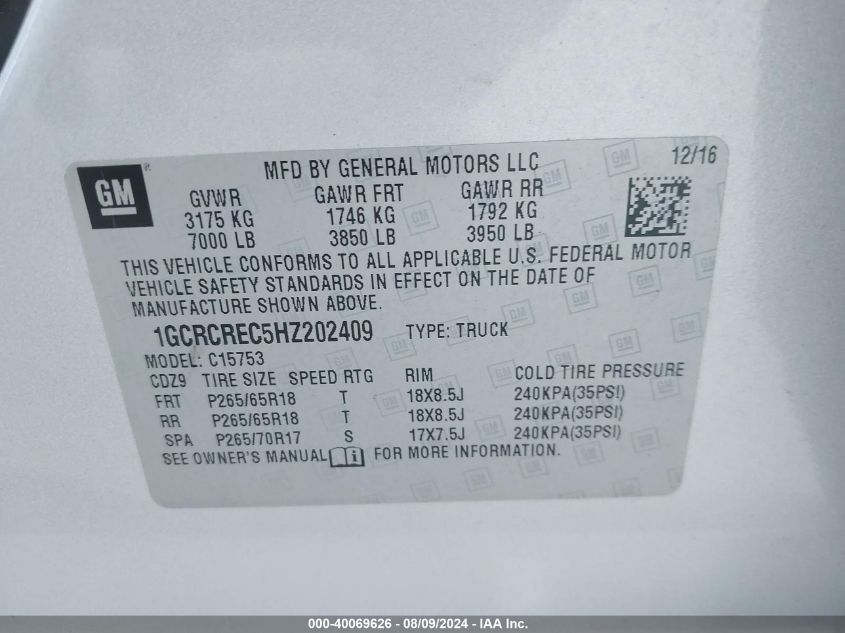 GM
MFD BY GENERAL MOTORS LLC 12/16
GVWR GAWR FRT GAWR RR
3175 KG 1746 KG 1792 KG
7000 LB 3850 LB 3950 LB
THIS VEHICLE CONFORMS TO ALL APPLICABLE U.S. FEDERAL MOTOR
VEHICLE SAFETY STANDARDS IN EFFECT ON THE DATE OF
MANUFACTURE SHOWN ABOVE.
1GCRCREC5HZ202409 TYPE: TRUCK
MODEL: C15753
CDZ9 TIRE SIZE SPEED RTG RIM COLD TIRE PRESSURE
FRT P265/65R18 T 18X8.5J 240KPA(35PSI)
RR P265/65R18 T 18X8.5J 240KPA(35PSI)
SPA P265/70R17 S 17X7.5J 240KPA(35PSI)
SEE OWNER'S MANUAL i FOR MORE INFORMATION.
000-40069626 - 08/09/2024 - IAA Inc.